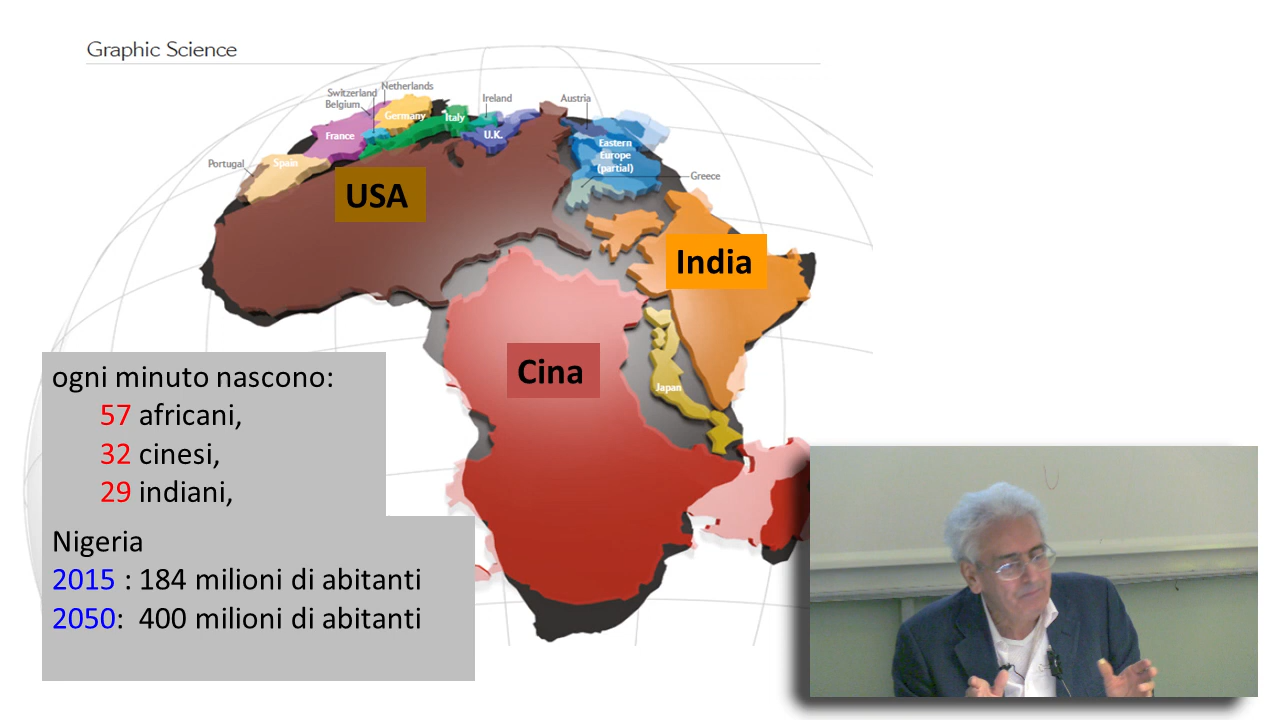 Graphic Science
Netherlands
Switzerland
Belgium
Ireland
Austria
Germany
Italy
France
U.K.
Eastern
Europe
(partial)
Portugal
Spain
Greece
USA
India
Cina
Japan
ogni minuto nascono:
57 africani,
32 cinesi,
29 indiani,
Nigeria
2015 : 184 milioni di abitanti
2050: 400 milioni di abitanti